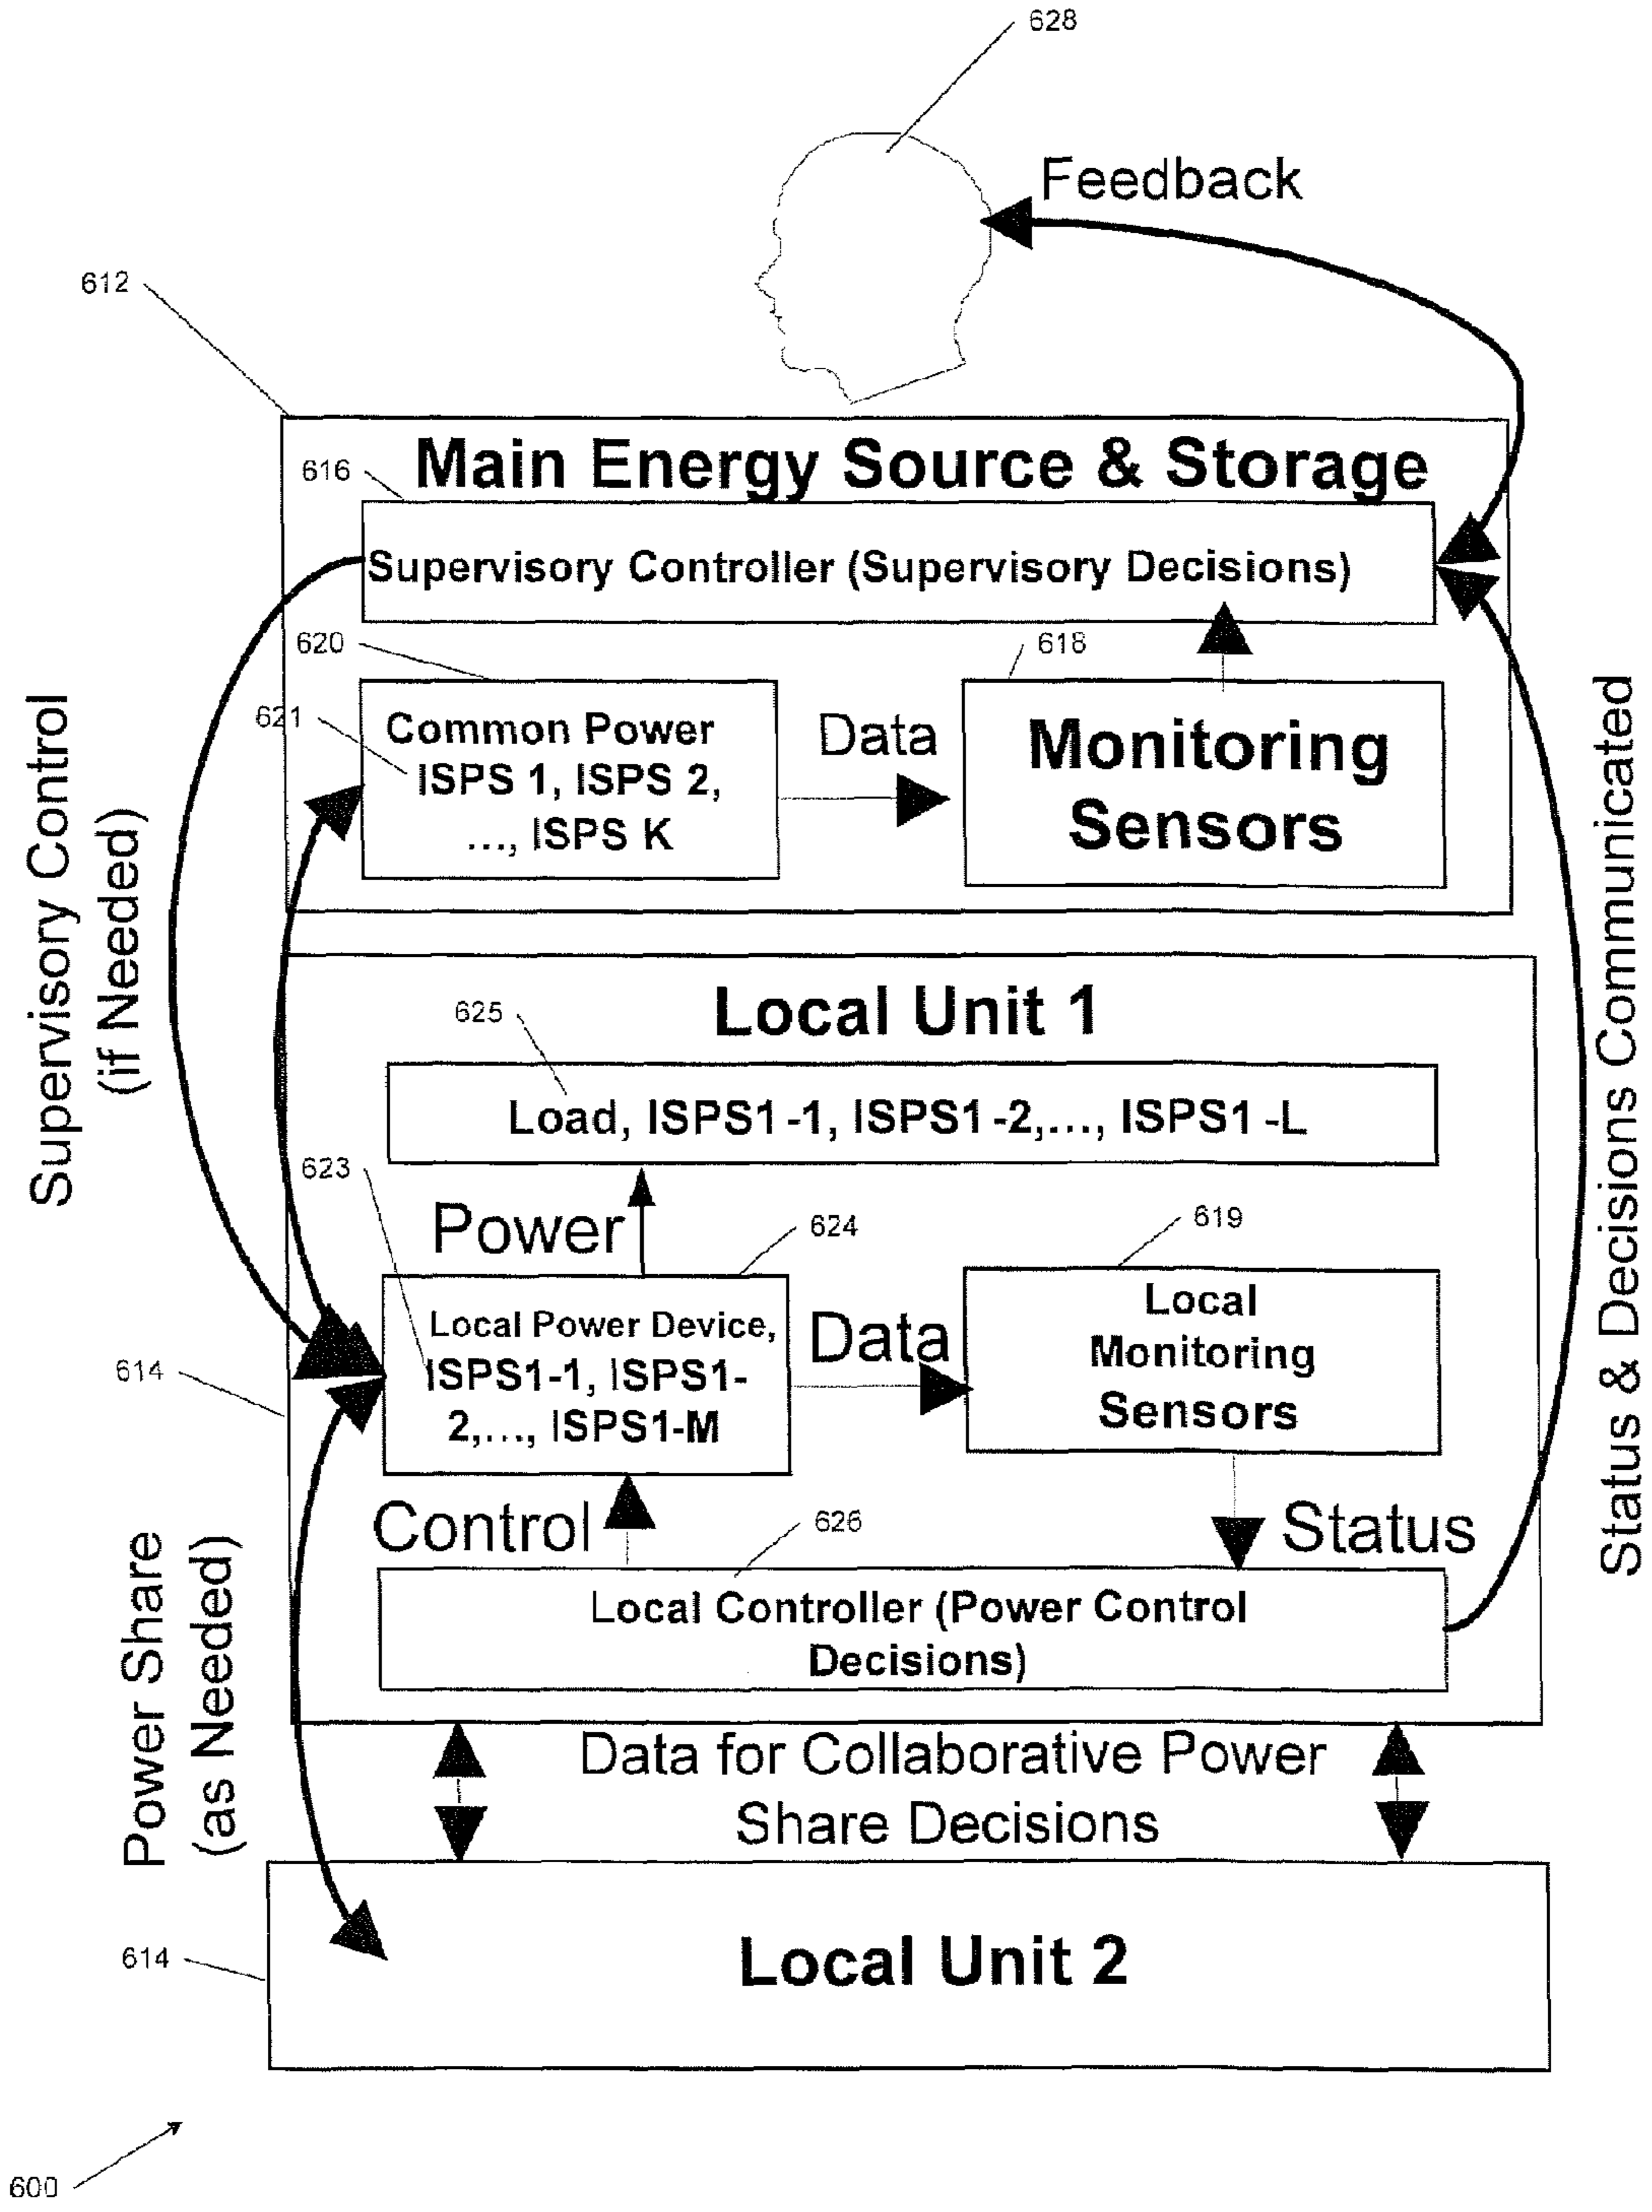 628
Feedback
612
Main Energy Source & Storage
616
Supervisory Controller (Supervisory Decisions)
620
618
621
Common Power
ISPS 1, ISPS 2,
..., ISPS K
Data
Monitoring
Sensors
Supervisory Control
(if Needed)
Status & Decisions Communicated
Local Unit 1
625
Load, ISPS1-1, ISPS1-2,..., ISPS1-L
623
Power
624
619
Local Power Device,
ISPS1-1, ISPS1-
2,..., ISPS1-M
Data
Local
Monitoring
Sensors
614
Control
626
Status
Local Controller (Power Control
Decisions)
Power Share
(as Needed)
Data for Collaborative Power
Share Decisions
614
Local Unit 2
600